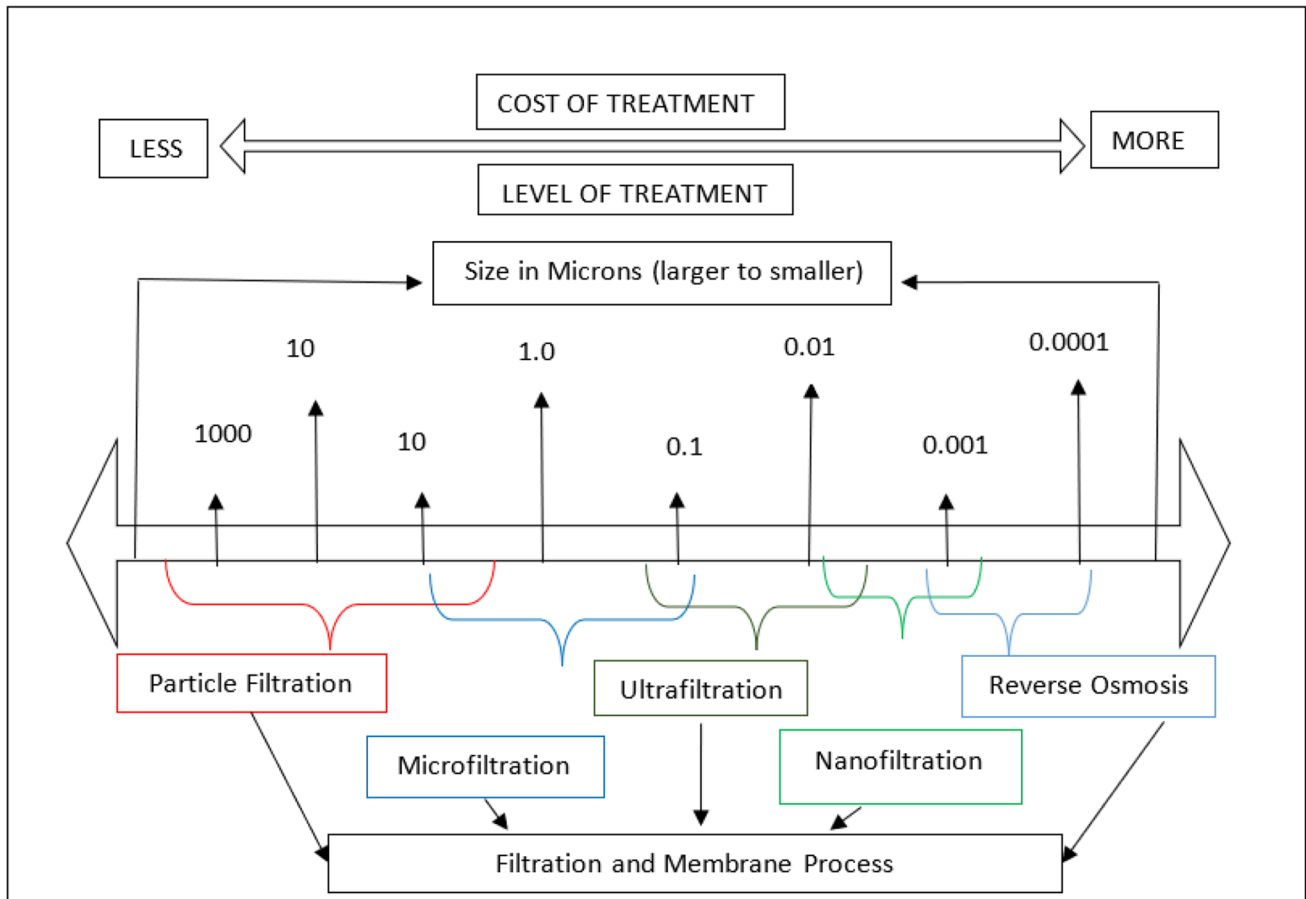 COST OF TREATMENT
LESS
MORE
LEVEL OF TREATMENT
Size in Microns (larger to smaller)
10
1.0
0.01
0.0001
1000
10
0.1
0.001
Particle Filtration
Ultrafiltration
Reverse Osmosis
Microfiltration
Nanofiltration
Filtration and Membrane Process